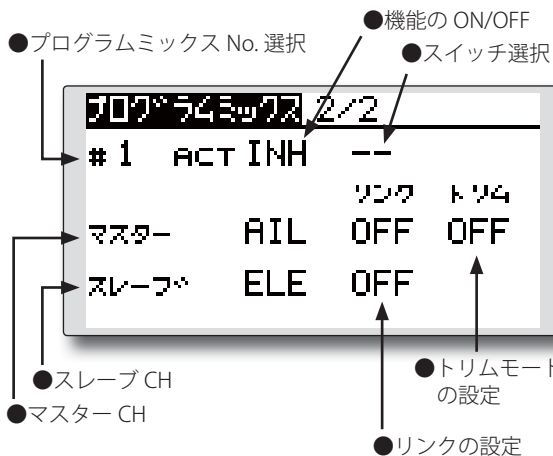 ●機能の ON/OFF
●プログラムミックス No. 選択
●スイッチ選択
プログラムミックス 2/2
#1 ACT INH --
リンク トリム
マスター AIL OFF OFF
スレーブ ELE OFF
●トリムモード
の設定
●スレーブ CH
●マスター CH
●リンクの設定